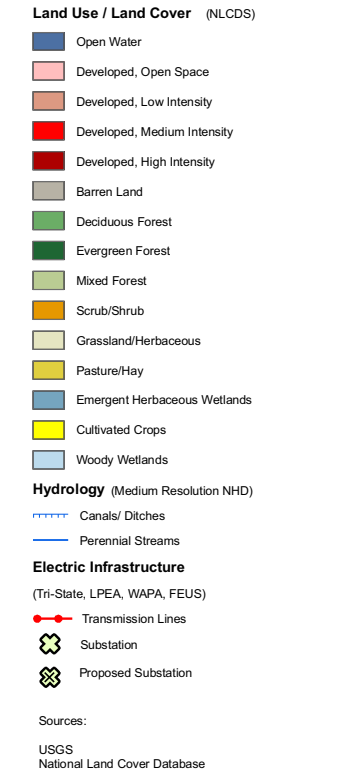 Land Use / Land Cover (NLCDS)
Open Water
Developed, Open Space
Developed, Low Intensity
Developed, Medium Intensity
Developed, High Intensity
Barren Land
Deciduous Forest
Evergreen Forest
Mixed Forest
Scrub/Shrub
Grassland/Herbaceous
Pasture/Hay
Emergent Herbaceous Wetlands
Cultivated Crops
Woody Wetlands
Hydrology (Medium Resolution NHD)
Canals/ Ditches
Perennial Streams
Electric Infrastructure
(Tri-State, LPEA, WAPA, FEUS)
Transmission Lines
Substation
Proposed Substation
Sources:
USGS
National Land Cover Database